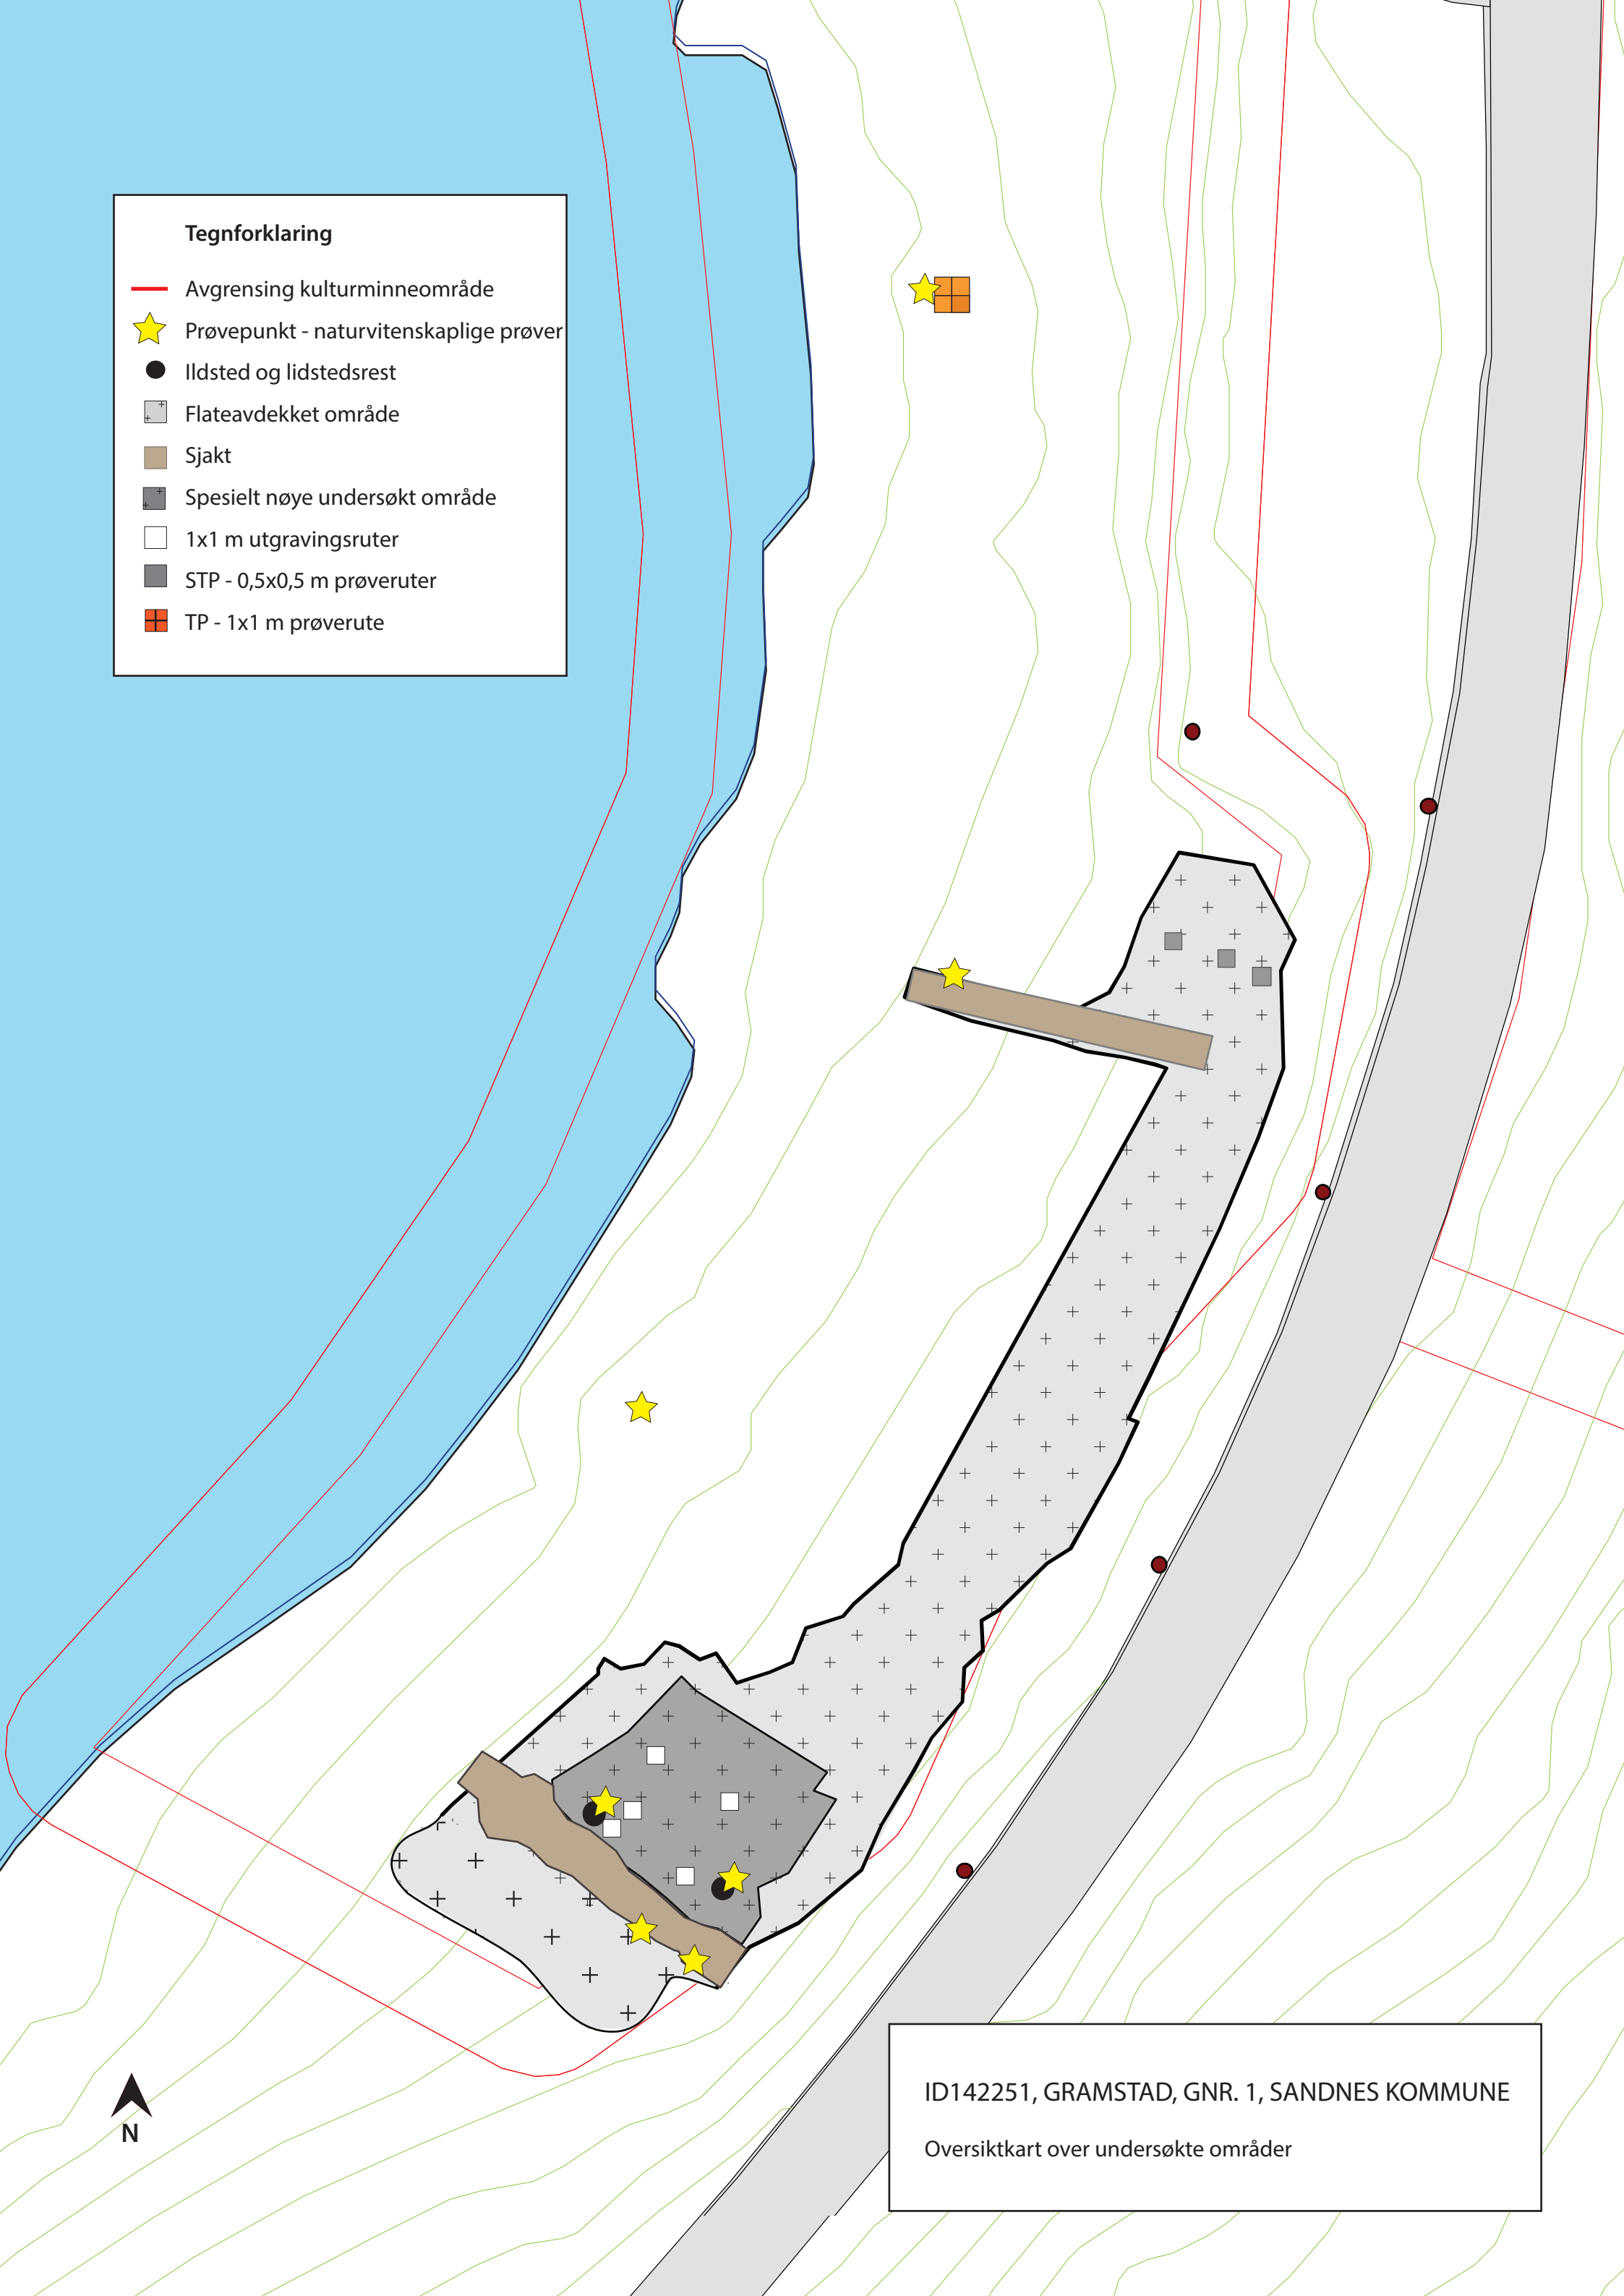 Tegnforklaring
Avgrensing kulturminneområde
Prøvepunkt - naturvitenskaplige prøver
Ildsted og lidstedsrest
Flateavdekket område
Sjakt
Spesielt nøye undersøkt område
1x1 m utgravingsruter
STP - 0,5x0,5 m prøveruter
TP - 1x1 m prøverute
N
ID142251, GRAMSTAD, GNR. 1, SANDNES KOMMUNE
Oversiktkart over undersøkte områder